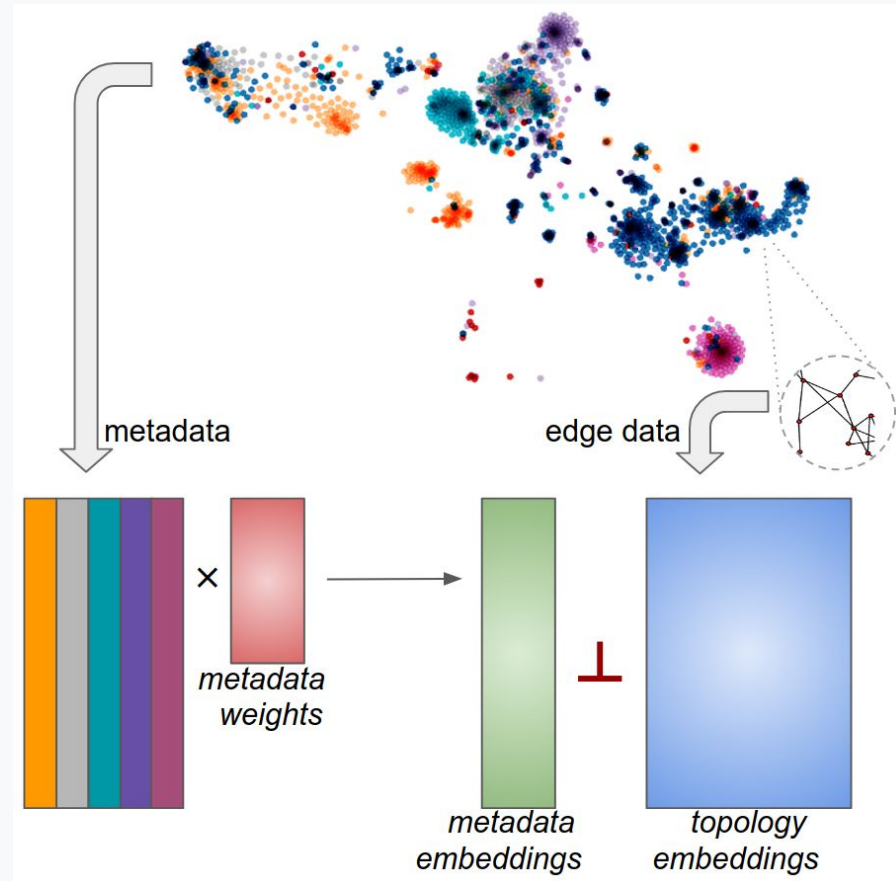 metadata
edge data
×
metadata
weights
⊥
metadata
embeddings
topology
embeddings